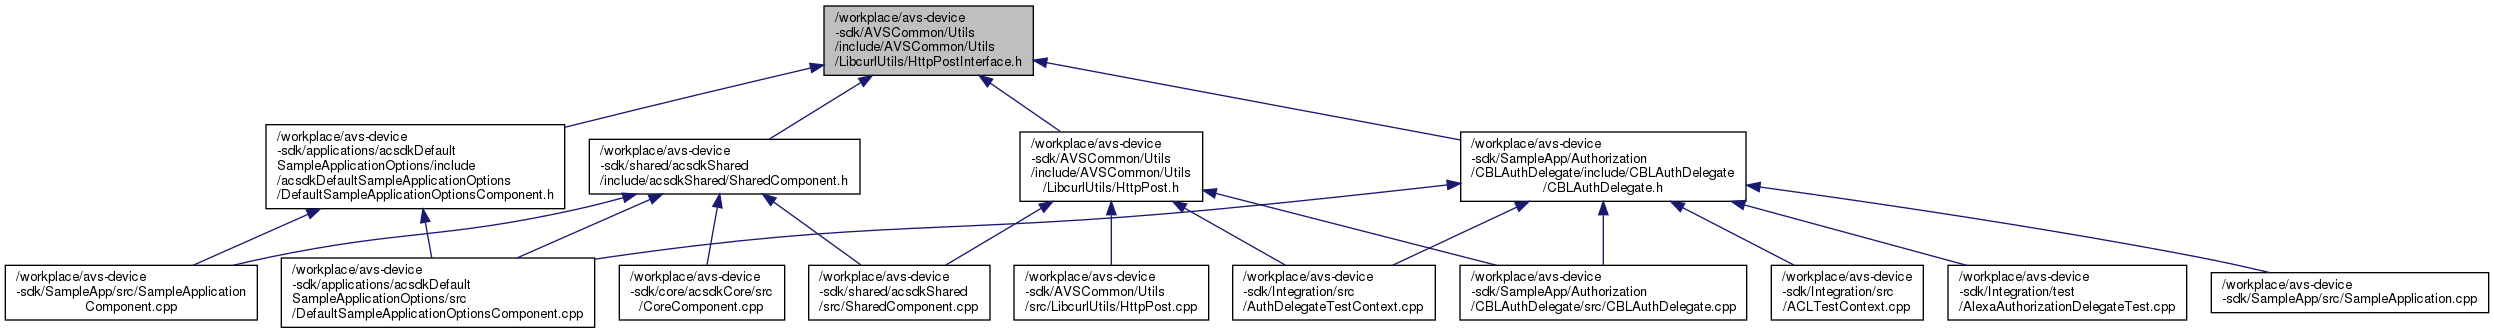 /workplace/avs-device
-sdk/AVSCommon/Utils
/include/AVSCommon/Utils
/LibcurlUtils/HttpPostInterface.h
/workplace/avs-device
-sdk/applications/acsdkDefault
SampleApplicationOptions/include
/acsdkDefaultSampleApplicationOptions
/DefaultSampleApplicationOptionsComponent.h
/workplace/avs-device
-sdk/shared/acsdkShared
/include/acsdkShared/SharedComponent.h
/workplace/avs-device
-sdk/AVSCommon/Utils
/include/AVSCommon/Utils
/LibcurlUtils/HttpPost.h
/workplace/avs-device
-sdk/SampleApp/Authorization
/CBLAuthDelegate/include/CBLAuthDelegate
/CBLAuthDelegate.h
/workplace/avs-device
-sdk/SampleApp/src/SampleApplication
Component.cpp
/workplace/avs-device
-sdk/applications/acsdkDefault
SampleApplicationOptions/src
/DefaultSampleApplicationOptionsComponent.cpp
/workplace/avs-device
-sdk/core/acsdkCore/src
/CoreComponent.cpp
/workplace/avs-device
-sdk/shared/acsdkShared
/src/SharedComponent.cpp
/workplace/avs-device
-sdk/AVSCommon/Utils
/src/LibcurlUtils/HttpPost.cpp
/workplace/avs-device
-sdk/Integration/src
/AuthDelegateTestContext.cpp
/workplace/avs-device
-sdk/SampleApp/Authorization
/CBLAuthDelegate/src/CBLAuthDelegate.cpp
/workplace/avs-device
-sdk/Integration/src
/ACLTestContext.cpp
/workplace/avs-device
-sdk/Integration/test
/AlexaAuthorizationDelegateTest.cpp
/workplace/avs-device
-sdk/SampleApp/src/SampleApplication.cpp